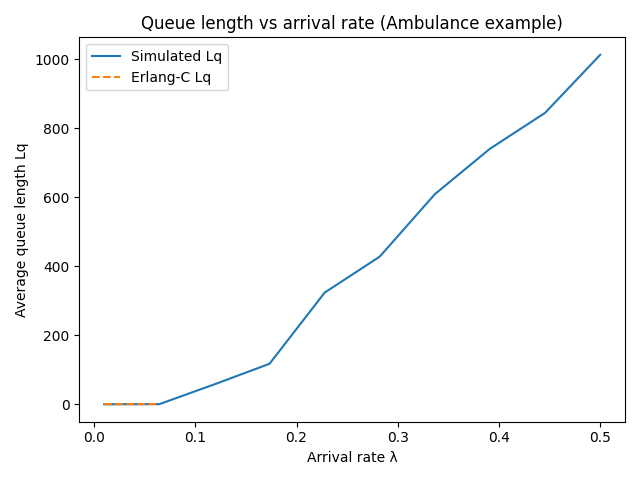 Queue length vs arrival rate (Ambulance example)
Simulated Lq
Erlang-C Lq
1000
800
600
400
200
0
Average queue length Lq
0.0 0.1 0.2 0.3 0.4 0.5
Arrival rate λ